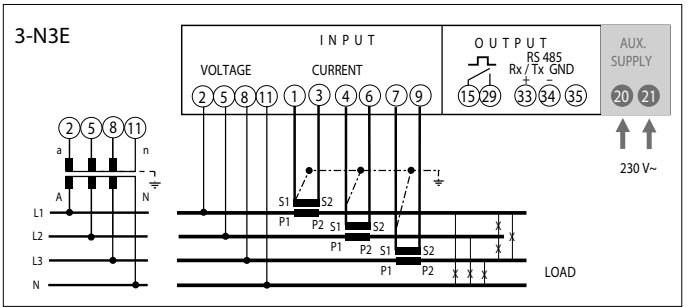 3-N3E
INPUT
OUTPUT
AUX.
SUPPLY
RS 485
Rx / Tx GND
+ −
VOLTAGE
CURRENT
2 5 8 11 1 3 4 6 7 9
15 29 33 34 35
20 21
230 V~
2 5 8 11
a n
A N
L1
L2
L3
N
S1 S2
P1 P2
S1 S2
P1 P2
S1 S2
P1 P2
LOAD